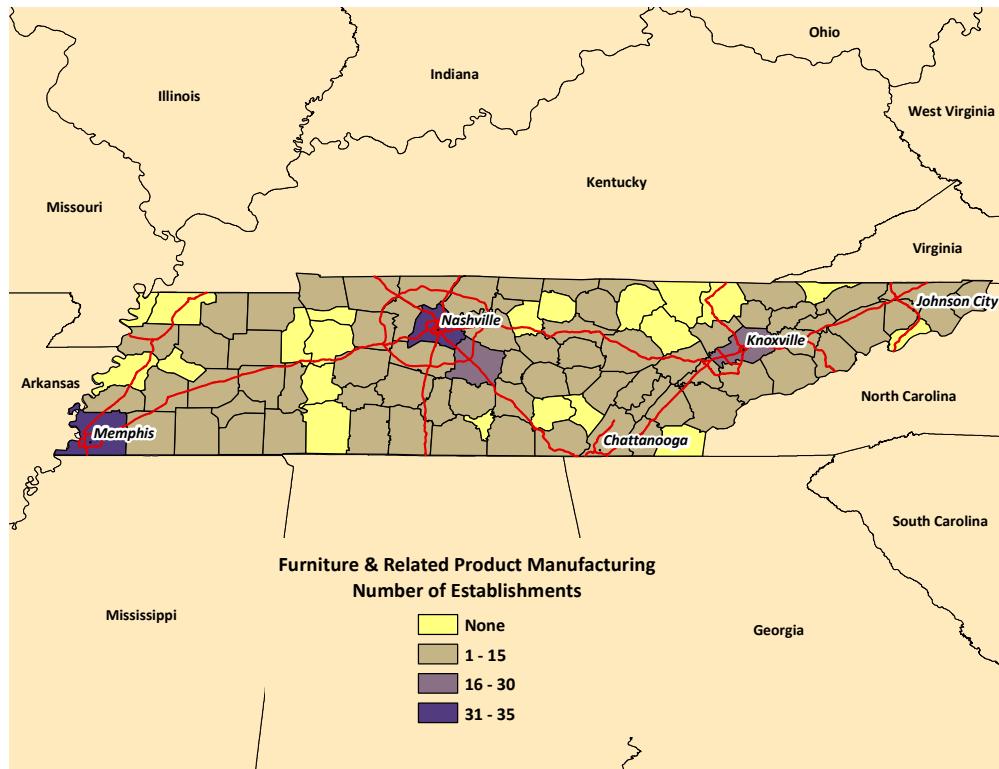 Ohio
Indiana
Illinois
West Virginia
Kentucky
Missouri
Virginia
Johnson City
Nashville
Knoxville
Arkansas
North Carolina
Memphis
Chattanooga
South Carolina
Furniture & Related Product Manufacturing
Number of Establishments
Mississippi
None
Georgia
1 - 15
16 - 30
31 - 35